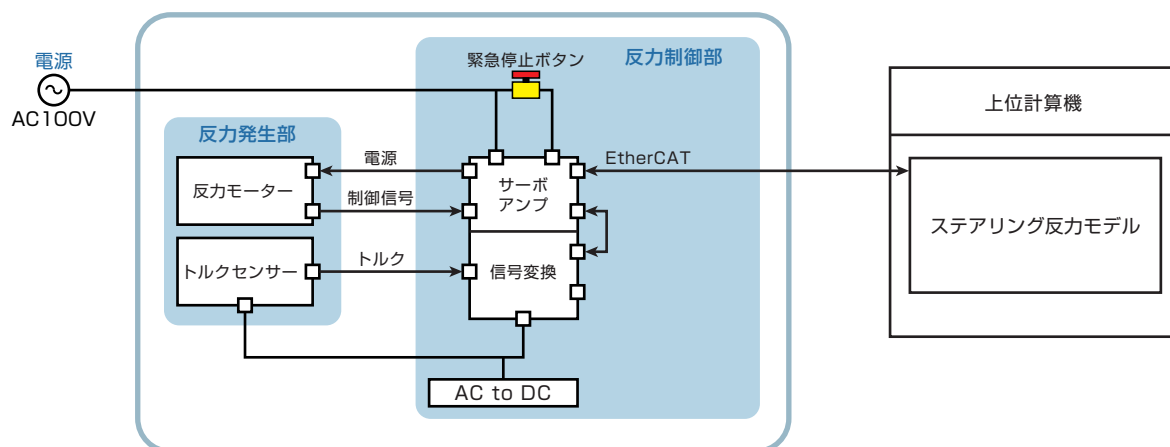 電源
AC100V
緊急停止ボタン
反力制御部
反力発生部
反力モーター
トルクセンサー
電源
制御信号
トルク
サーボ
アンプ
信号変換
AC to DC
EtherCAT
上位計算機
ステアリング反力モデル